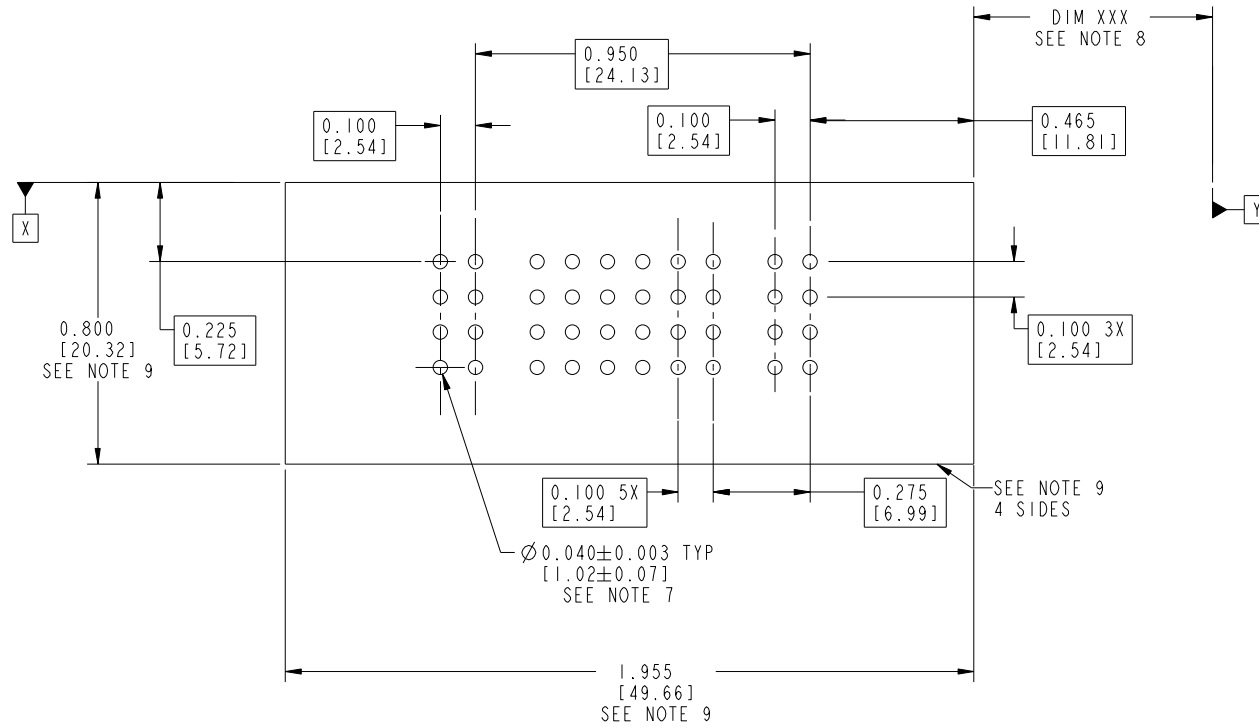 DIM XXX
SEE NOTE 8
0.950
[24.13]
0.100
[2.54]
0.100
[2.54]
0.465
[11.81]
X
Y
0.800
[20.32]
SEE NOTE 9
0.225
[5.72]
0.100 3X
[2.54]
0.100 5X
[2.54]
0.275
[6.99]
SEE NOTE 9
4 SIDES
Ø0.040±0.003 TYP
[1.02±0.07]
SEE NOTE 7
1.955
[49.66]
SEE NOTE 9